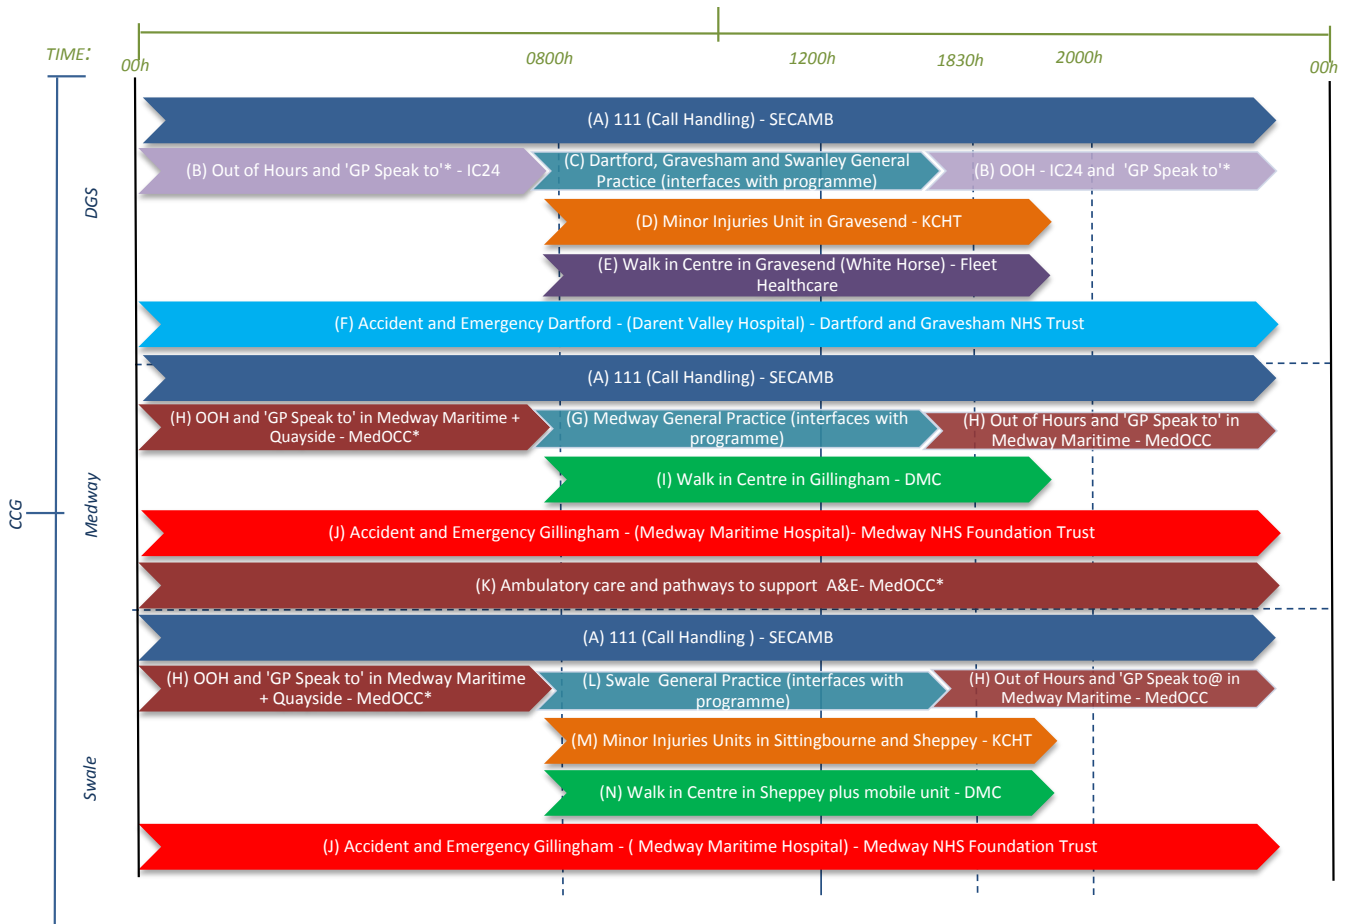 TIME:
00h
0800h
1200h
1830h
2000h
00h
(A) 111 (Call Handling) - SECAMB
(B) Out of Hours and 'GP Speak to'* - IC24
(C) Dartford, Gravesham and Swanley General
Practice (interfaces with programme)
(B) OOH - IC24 and 'GP Speak to'*
DGS
(D) Minor Injuries Unit in Gravesend - KCHT
(E) Walk in Centre in Gravesend (White Horse) - Fleet
Healthcare
(F) Accident and Emergency Dartford - (Darent Valley Hospital) - Dartford and Gravesham NHS Trust
(A) 111 (Call Handling) - SECAMB
(H) OOH and 'GP Speak to' in Medway Maritime +
Quayside - MedOCC*
(G) Medway General Practice (interfaces with
programme)
(H) Out of Hours and 'GP Speak to' in
Medway Maritime - MedOCC
(I) Walk in Centre in Gillingham - DMC
CCG
Medway
(J) Accident and Emergency Gillingham - (Medway Maritime Hospital)- Medway NHS Foundation Trust
(K) Ambulatory care and pathways to support A&E- MedOCC*
(A) 111 (Call Handling ) - SECAMB
(H) OOH and 'GP Speak to' in Medway Maritime
+ Quayside - MedOCC*
(L) Swale General Practice (interfaces with
programme)
(H) Out of Hours and 'GP Speak to@ in
Medway Maritime - MedOCC
(M) Minor Injuries Units in Sittingbourne and Sheppey - KCHT
Swale
(N) Walk in Centre in Sheppey plus mobile unit - DMC
(J) Accident and Emergency Gillingham - ( Medway Maritime Hospital) - Medway NHS Foundation Trust